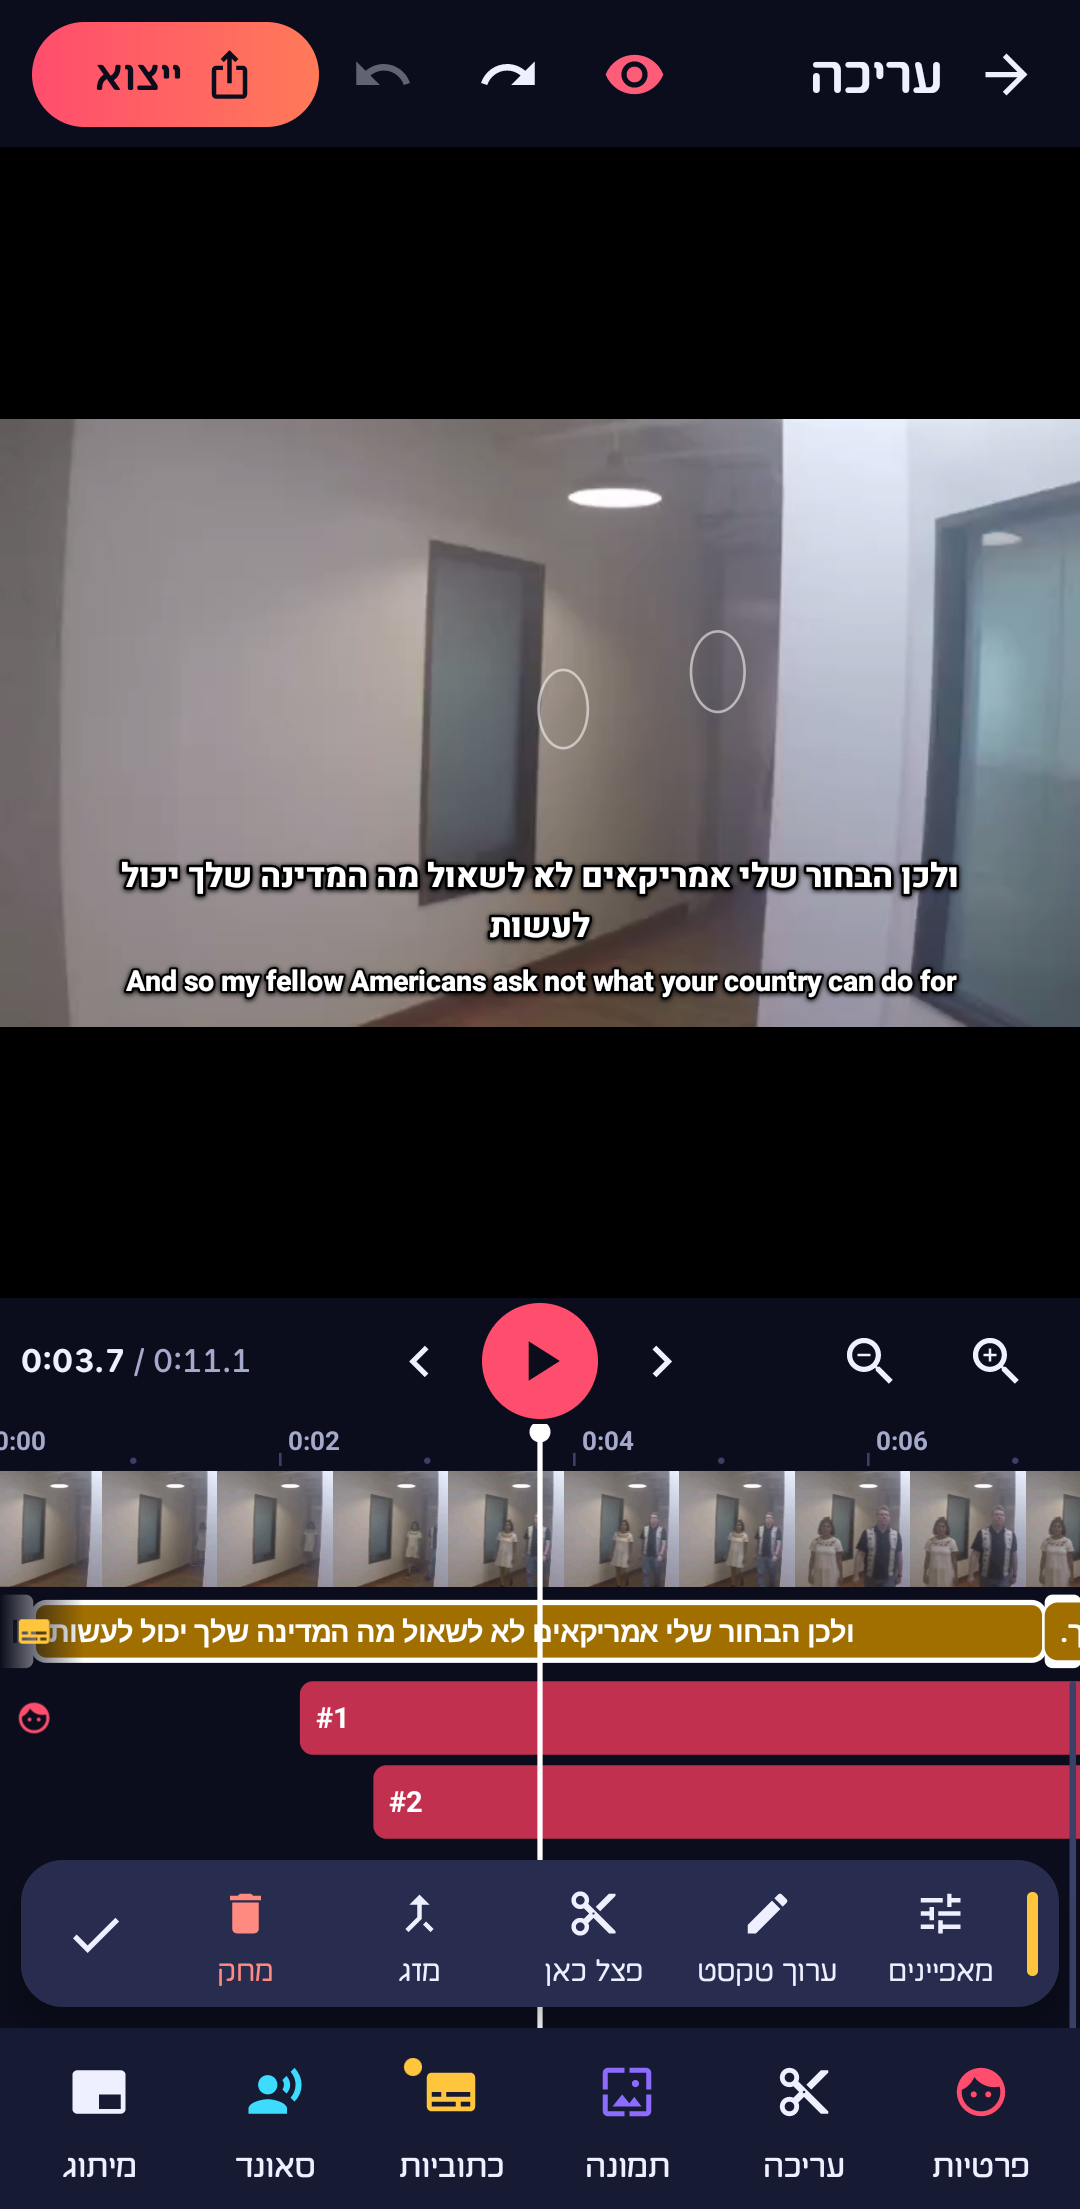 עריכה
ייצוא
ולכן הבחור שלי אמריקאים לא לשאול מה המדינה שלך יכול
לעשות
And so my fellow Americans ask not what your country can do for
0:03.7 / 0:11.1
0:00 0:02 0:04 0:06
ולכן הבחור שלי אמריקאים לא לשאול מה המדינה שלך יכול לעשות
#1
#2
מאפיינים ערוך טקסט פצל כאן מזג מחק
פרטיות עריכה תמונה כתוביות סאונד מיתוג